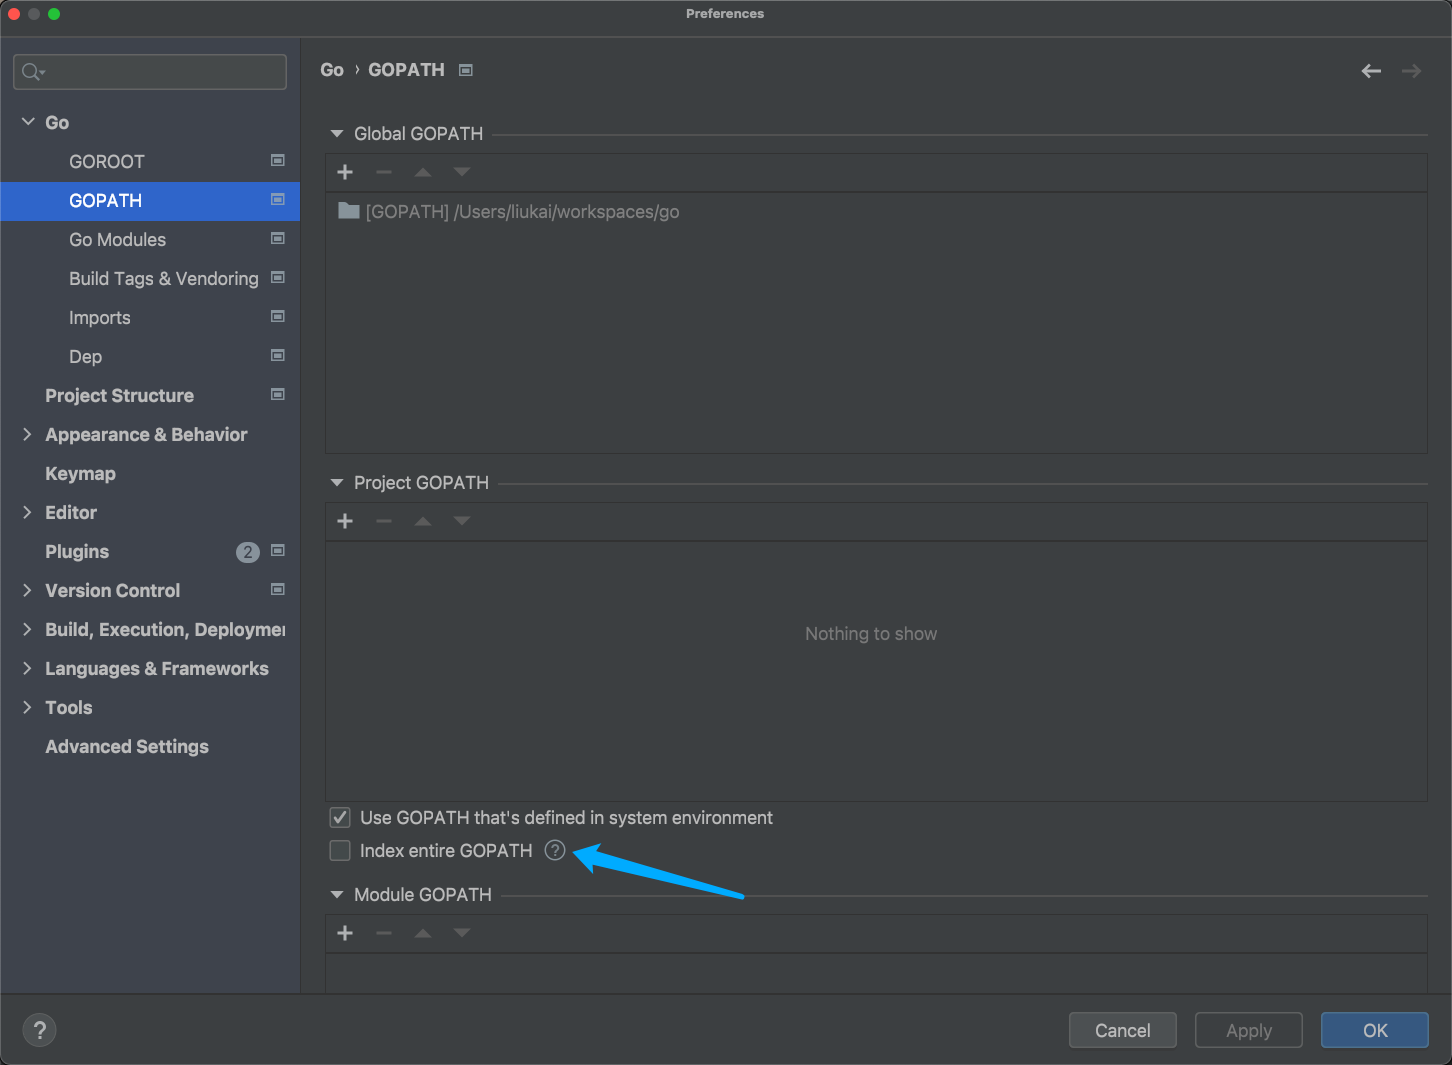 Preferences
Go › GOPATH
Go
GOROOT
GOPATH
Go Modules
Build Tags & Vendoring
Imports
Dep
Project Structure
Appearance & Behavior
Keymap
Editor
Plugins 2
Version Control
Build, Execution, Deploymer
Languages & Frameworks
Tools
Advanced Settings
Global GOPATH
[GOPATH] /Users/liukai/workspaces/go
Project GOPATH
Nothing to show
Use GOPATH that's defined in system environment
Index entire GOPATH ?
Module GOPATH
? Cancel Apply OK